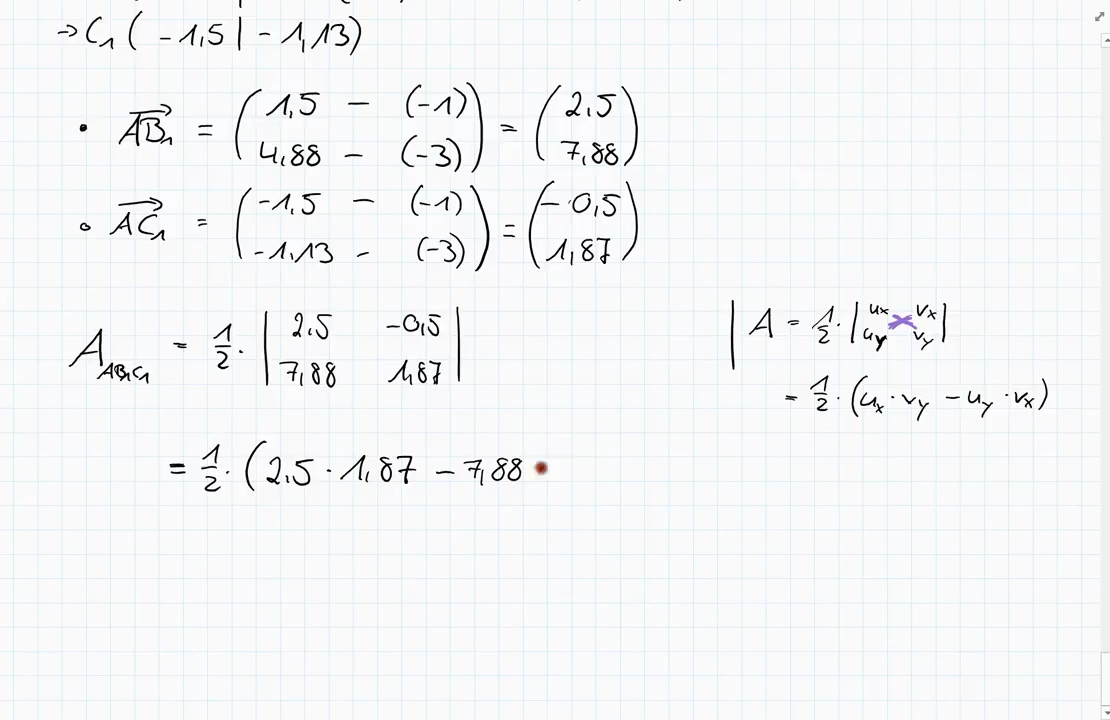 → C₁ ( -1,5 | -1,13)
• AB₁ = ( 1,5 - (-1) ; 4,88 - (-3) ) = ( 2,5 ; 7,88 )
• AC₁ = ( -1,5 - (-1) ; -1,13 - (-3) ) = ( -0,5 ; 1,87 )
A_AB₁C₁ = 1/2 · | 2,5 -0,5 ; 7,88 1,87 |
= 1/2 · ( 2,5 · 1,87 - 7,88 ·
A = 1/2 · | uₓ vₓ ; u_y v_y |
= 1/2 · (uₓ · v_y - u_y · vₓ)